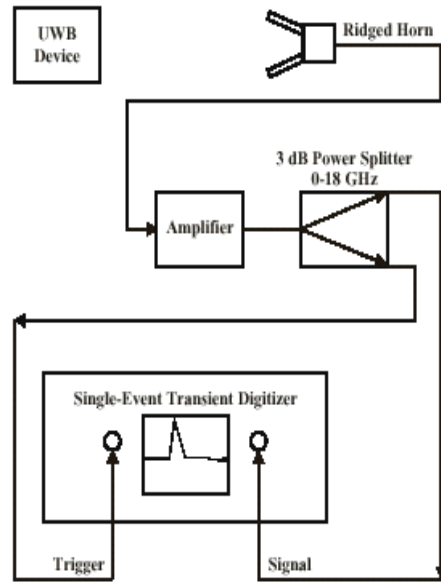 UWB
Device
Ridged Horn
3 dB Power Splitter
0-18 GHz
Amplifier
Single-Event Transient Digitizer
Trigger
Signal